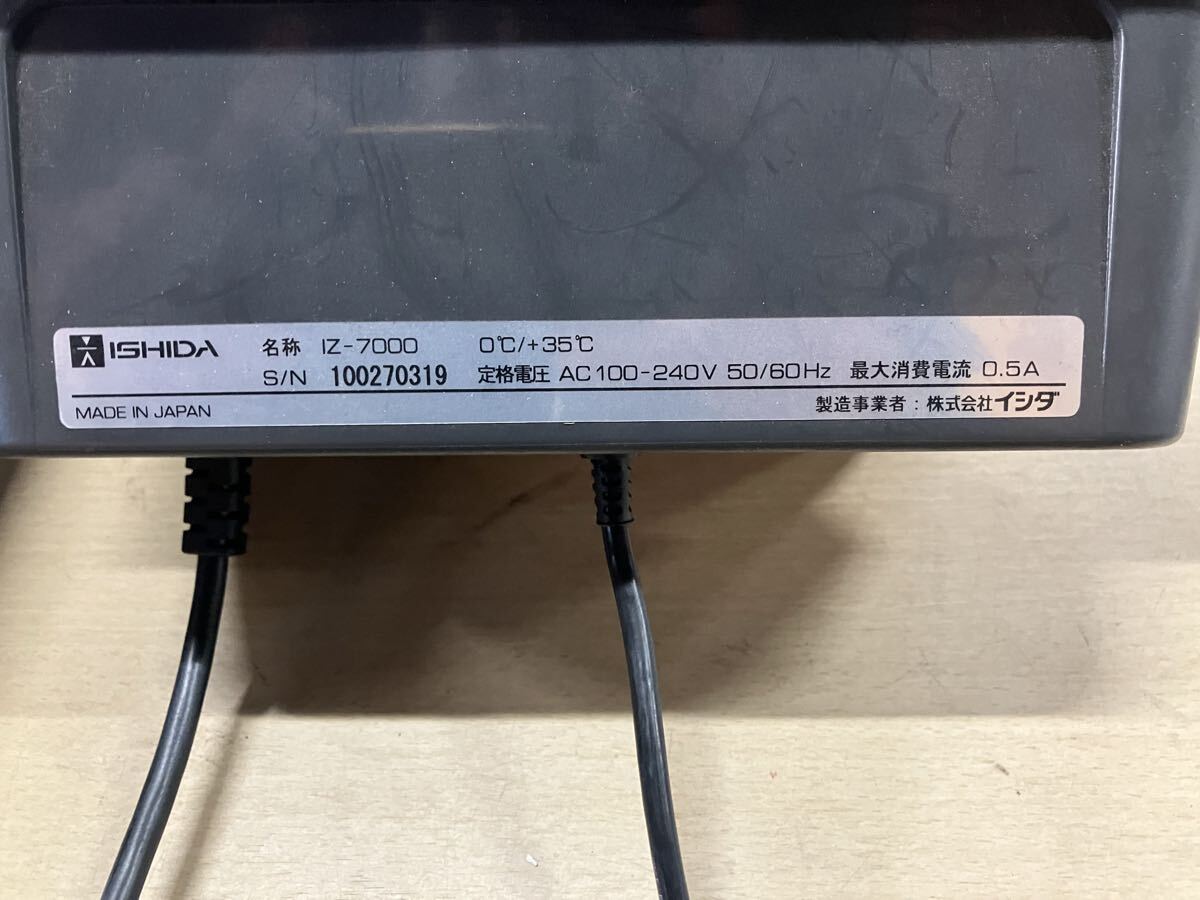 ISHIDA 名称 IZ-7000 0℃/+35℃
S/N 100270319 定格電圧 AC100-240V 50/60Hz 最大消費電流 0.5A
MADE IN JAPAN 製造事業者：株式会社イシダ